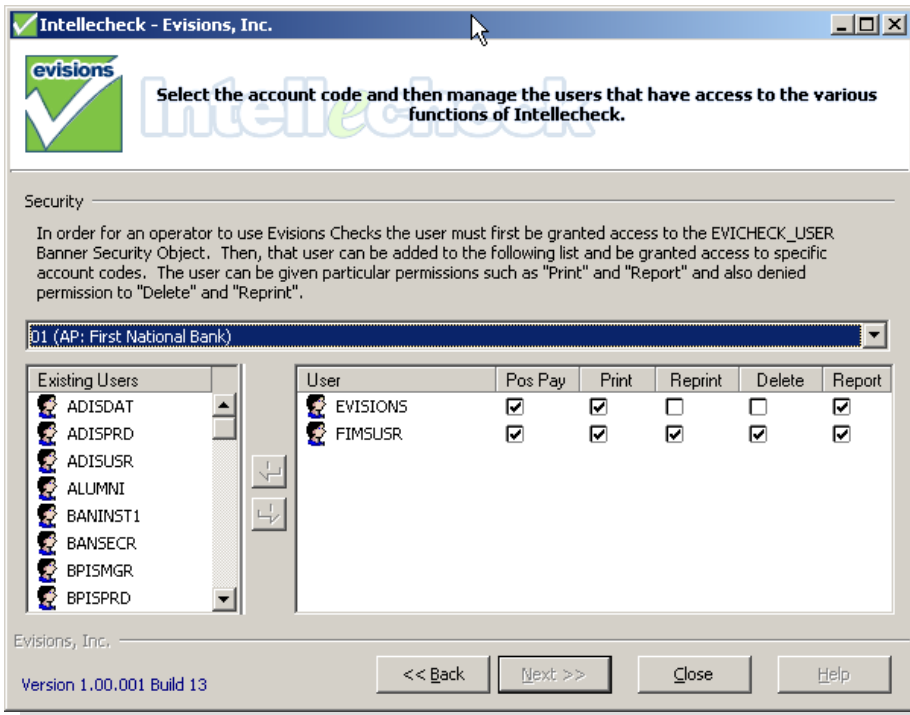 Intellecheck - Evisions, Inc.
evisions
Intellecheck
Select the account code and then manage the users that have access to the various
functions of Intellecheck.
Security
In order for an operator to use Evisions Checks the user must first be granted access to the EVICHECK_USER
Banner Security Object. Then, that user can be added to the following list and be granted access to specific
account codes. The user can be given particular permissions such as "Print" and "Report" and also denied
permission to "Delete" and "Reprint".
01 (AP: First National Bank)
Existing Users
ADISDAT
ADISPRD
ADISUSR
ALUMNI
BANINST1
BANSECR
BPISMGR
BPISPRD
User Pos Pay Print Reprint Delete Report
EVISIONS
FIMSUSR
Evisions, Inc.
Version 1.00.001 Build 13
<< Back Next >> Close Help